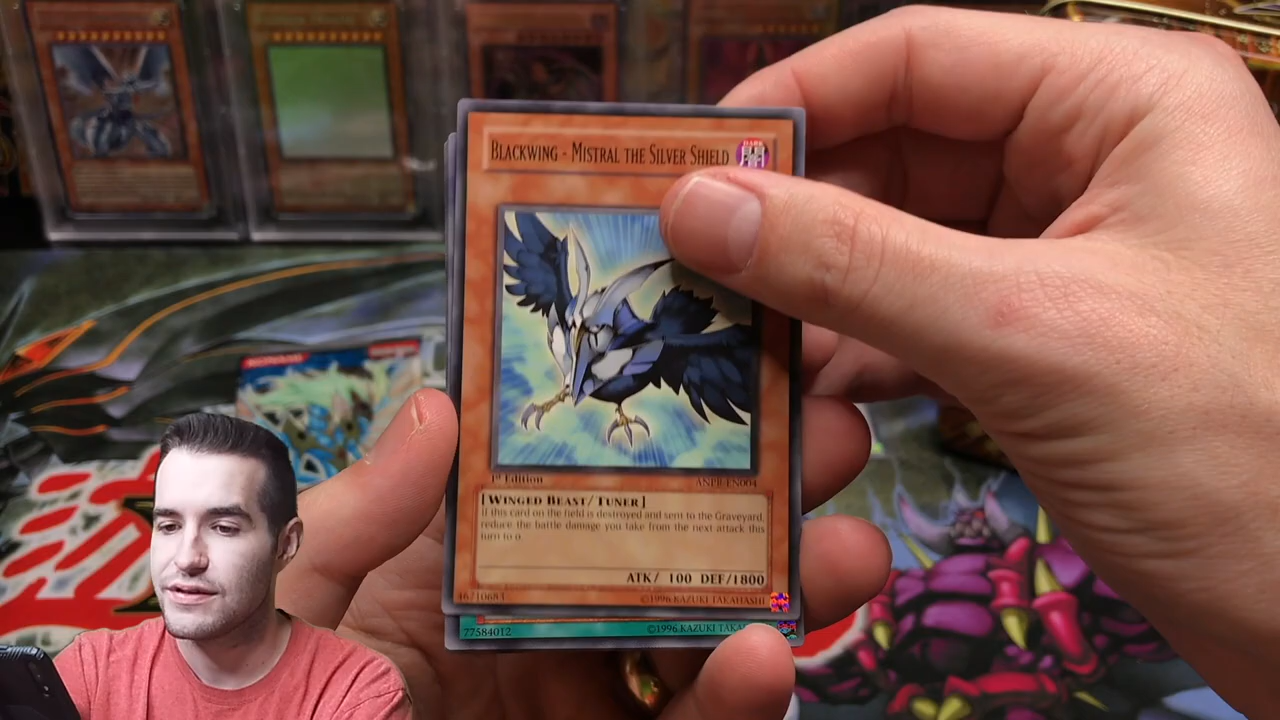 BLACKWING - MISTRAL THE SILVER SHIELD
DARK
1st Edition
ANPR-EN004
[WINGED BEAST/TUNER]
If this card on the field is destroyed and sent to the Graveyard,
reduce the battle damage you take from the next attack this
turn to 0.
ATK/ 100 DEF/1800
46710683
©1996 KAZUKI TAKAHASHI
77584012
©1996 KAZUKI
KONAMI